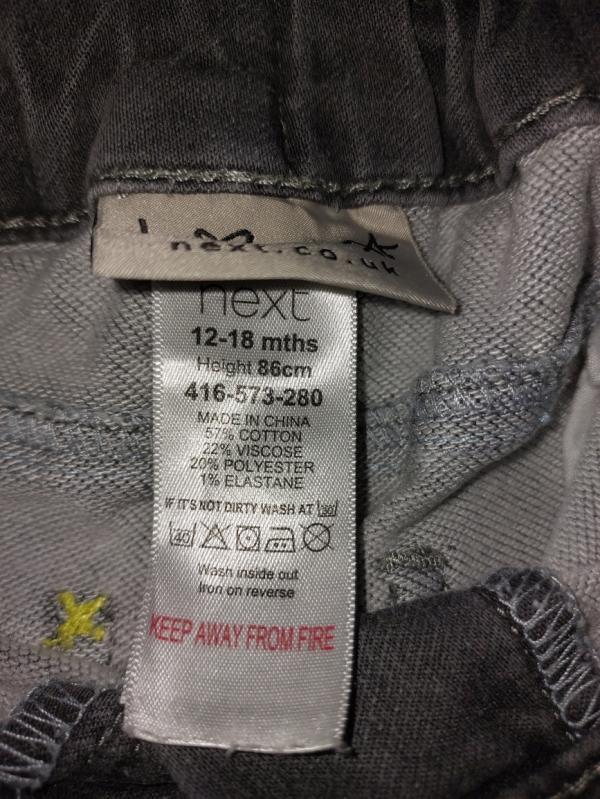 next.co.uk
next
12-18 mths
Height 86cm
416-573-280
MADE IN CHINA
57% COTTON
22% VISCOSE
20% POLYESTER
1% ELASTANE
IF IT'S NOT DIRTY WASH AT 30
40
Wash inside out
Iron on reverse
KEEP AWAY FROM FIRE